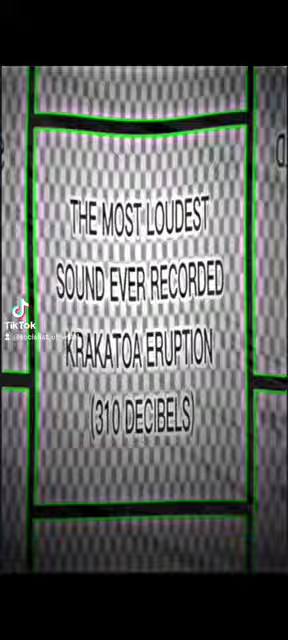 THE MOST LOUDEST
SOUND EVER RECORDED
KRAKATOA ERUPTION
(310 DECIBELS)
TikTok